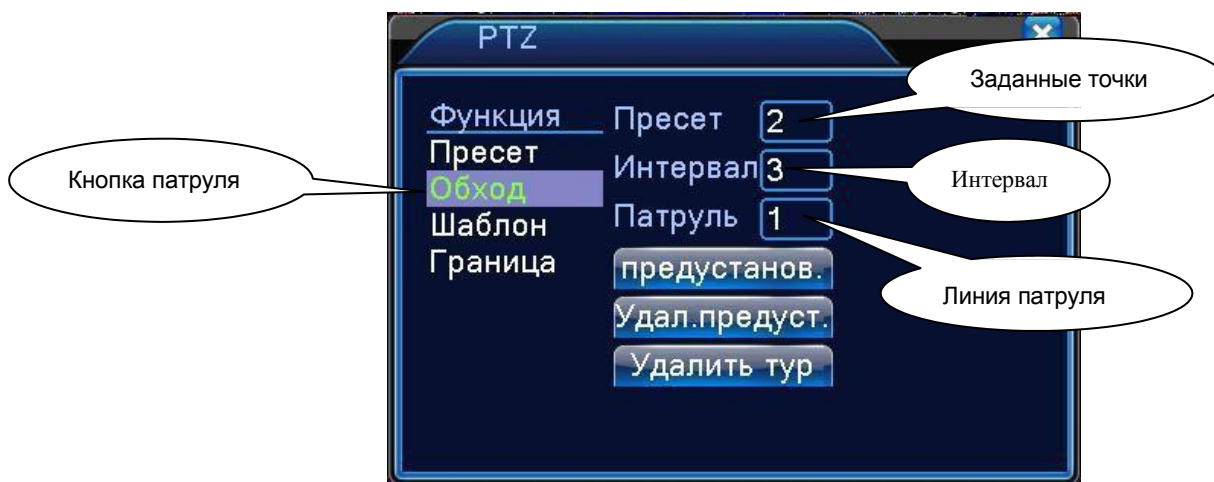 PTZ
Заданные точки
Функция
Пресет 2
Пресет
Интервал 3
Интервал
Кнопка патруля
Обход
Шаблон
Патруль 1
Граница
предустанов.
Линия патруля
Удал.предуст.
Удалить тур